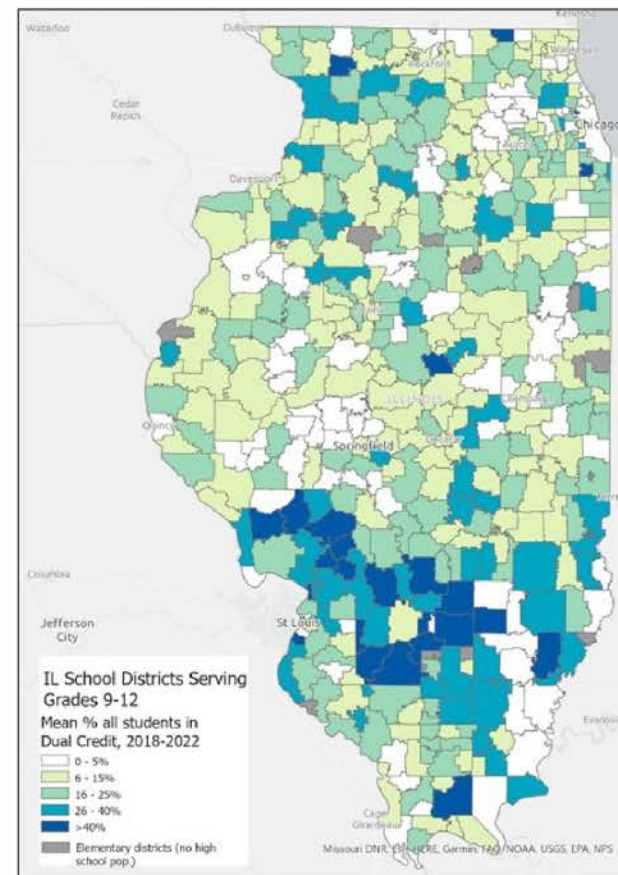 Kenosha
Waterloo
Dubuque
Waukegan
Rockford
Cedar
Rapids
Chicago
Aurora
Davenport
Peoria
ILLINOIS
Champaign
Quincy
Decatur
Springfield
Terre
Columbia
Jefferson
City
St Louis
IL School Districts Serving
Grades 9-12
Mean % all students in
Dual Credit, 2018-2022
0 - 5%
6 - 15%
16 - 25%
26 - 40%
>40%
Elementary districts (no high
school pop.)
Evansville
Cape
Girardeau
Missouri DNR, Esri, HERE, Garmin, FAO, NOAA, USGS, EPA, NPS